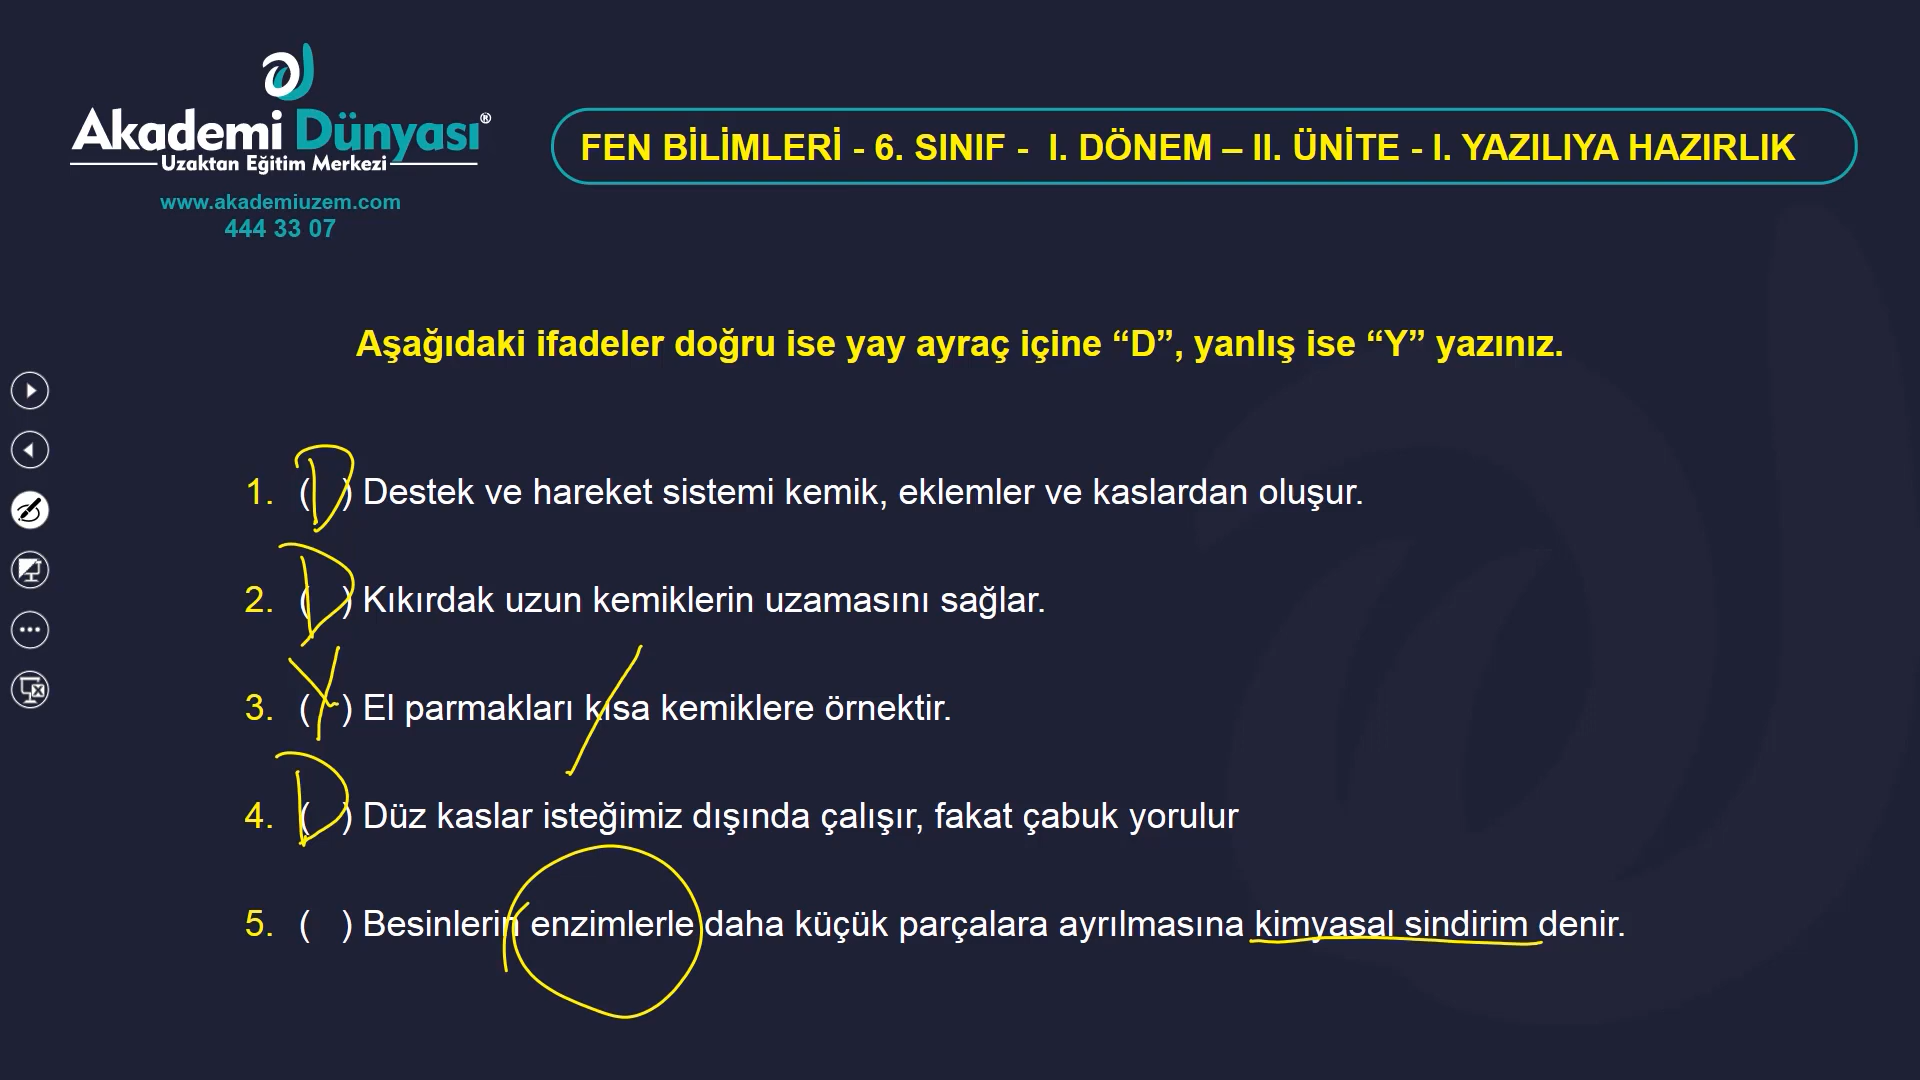 Akademi Dünyası®
Uzaktan Eğitim Merkezi
www.akademiuzem.com
444 33 07
FEN BİLİMLERİ - 6. SINIF - I. DÖNEM – II. ÜNİTE - I. YAZILIYA HAZIRLIK
Aşağıdaki ifadeler doğru ise yay ayraç içine “D”, yanlış ise “Y” yazınız.
1. ( D ) Destek ve hareket sistemi kemik, eklemler ve kaslardan oluşur.
2. ( D ) Kıkırdak uzun kemiklerin uzamasını sağlar.
3. ( Y ) El parmakları kısa kemiklere örnektir.
4. ( D ) Düz kaslar isteğimiz dışında çalışır, fakat çabuk yorulur
5. ( ) Besinlerin enzimlerle daha küçük parçalara ayrılmasına kimyasal sindirim denir.